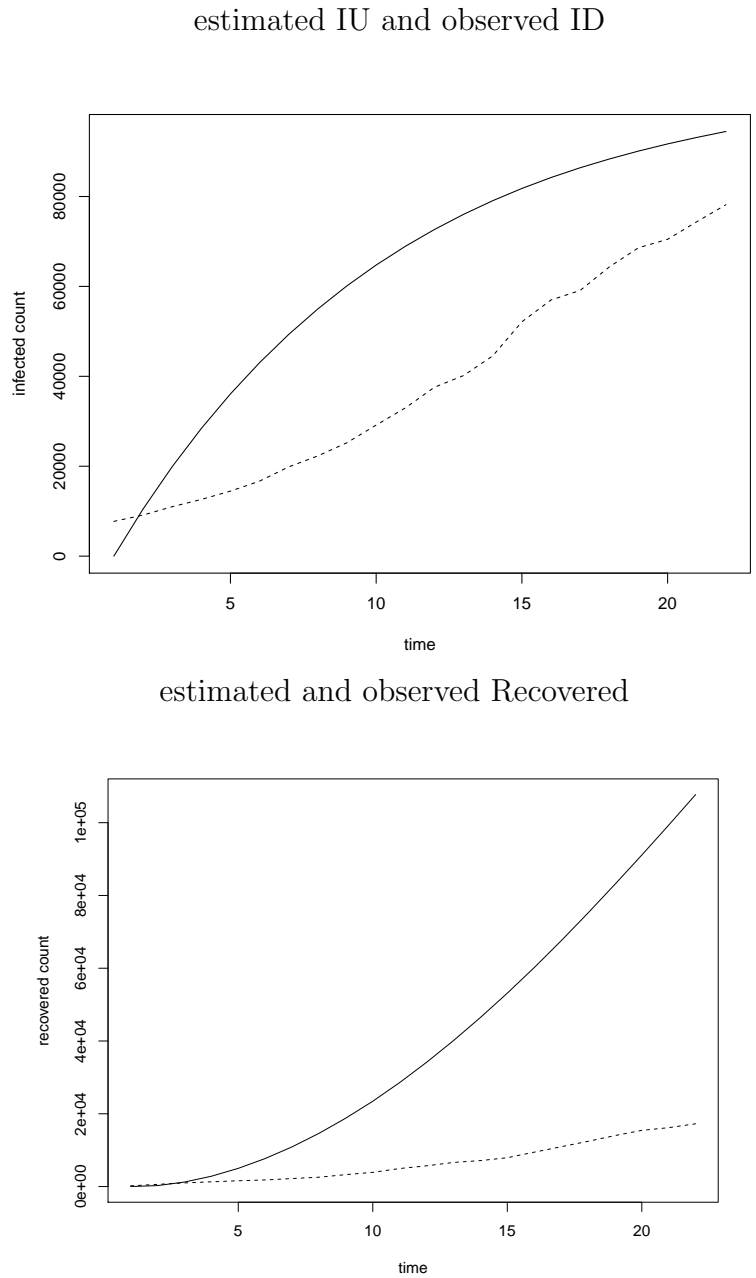 estimated IU and observed ID
infected count
80000
60000
40000
20000
0
5 10 15 20
time
estimated and observed Recovered
recovered count
1e+05
8e+04
6e+04
4e+04
2e+04
0e+00
5 10 15 20
time